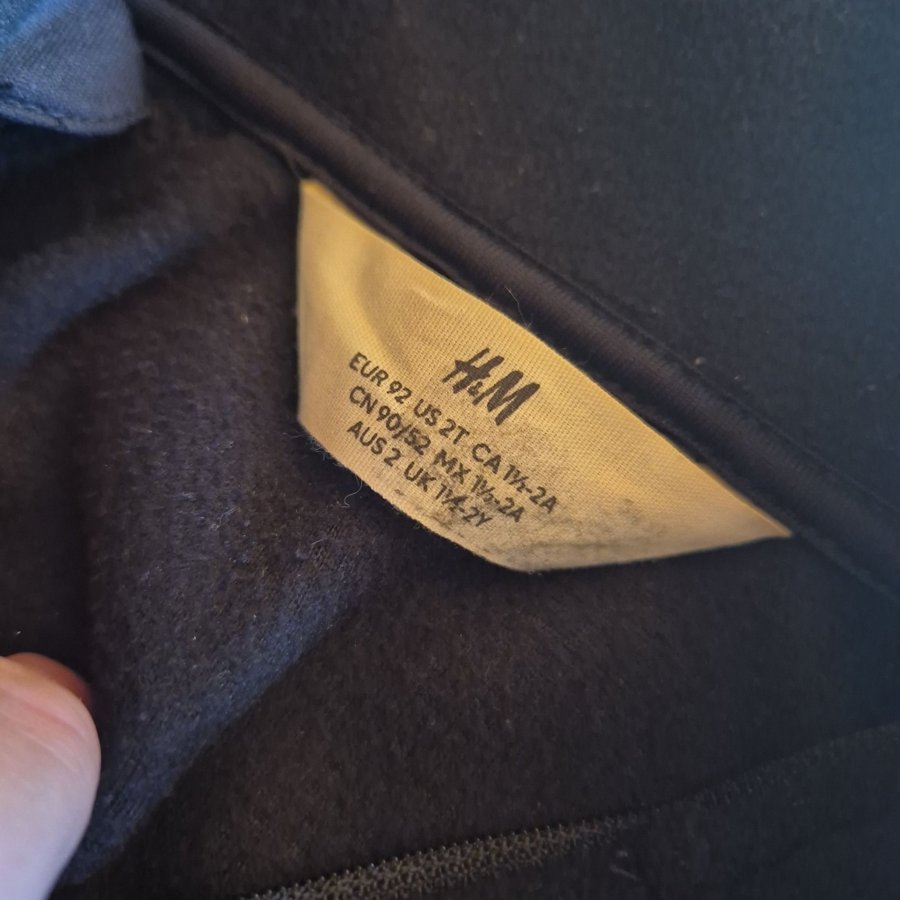 H&M
EUR 92 US 2T CA 1½-2A
CN 90/52 MX 1½-2A
AUS 2 UK 1½-2Y